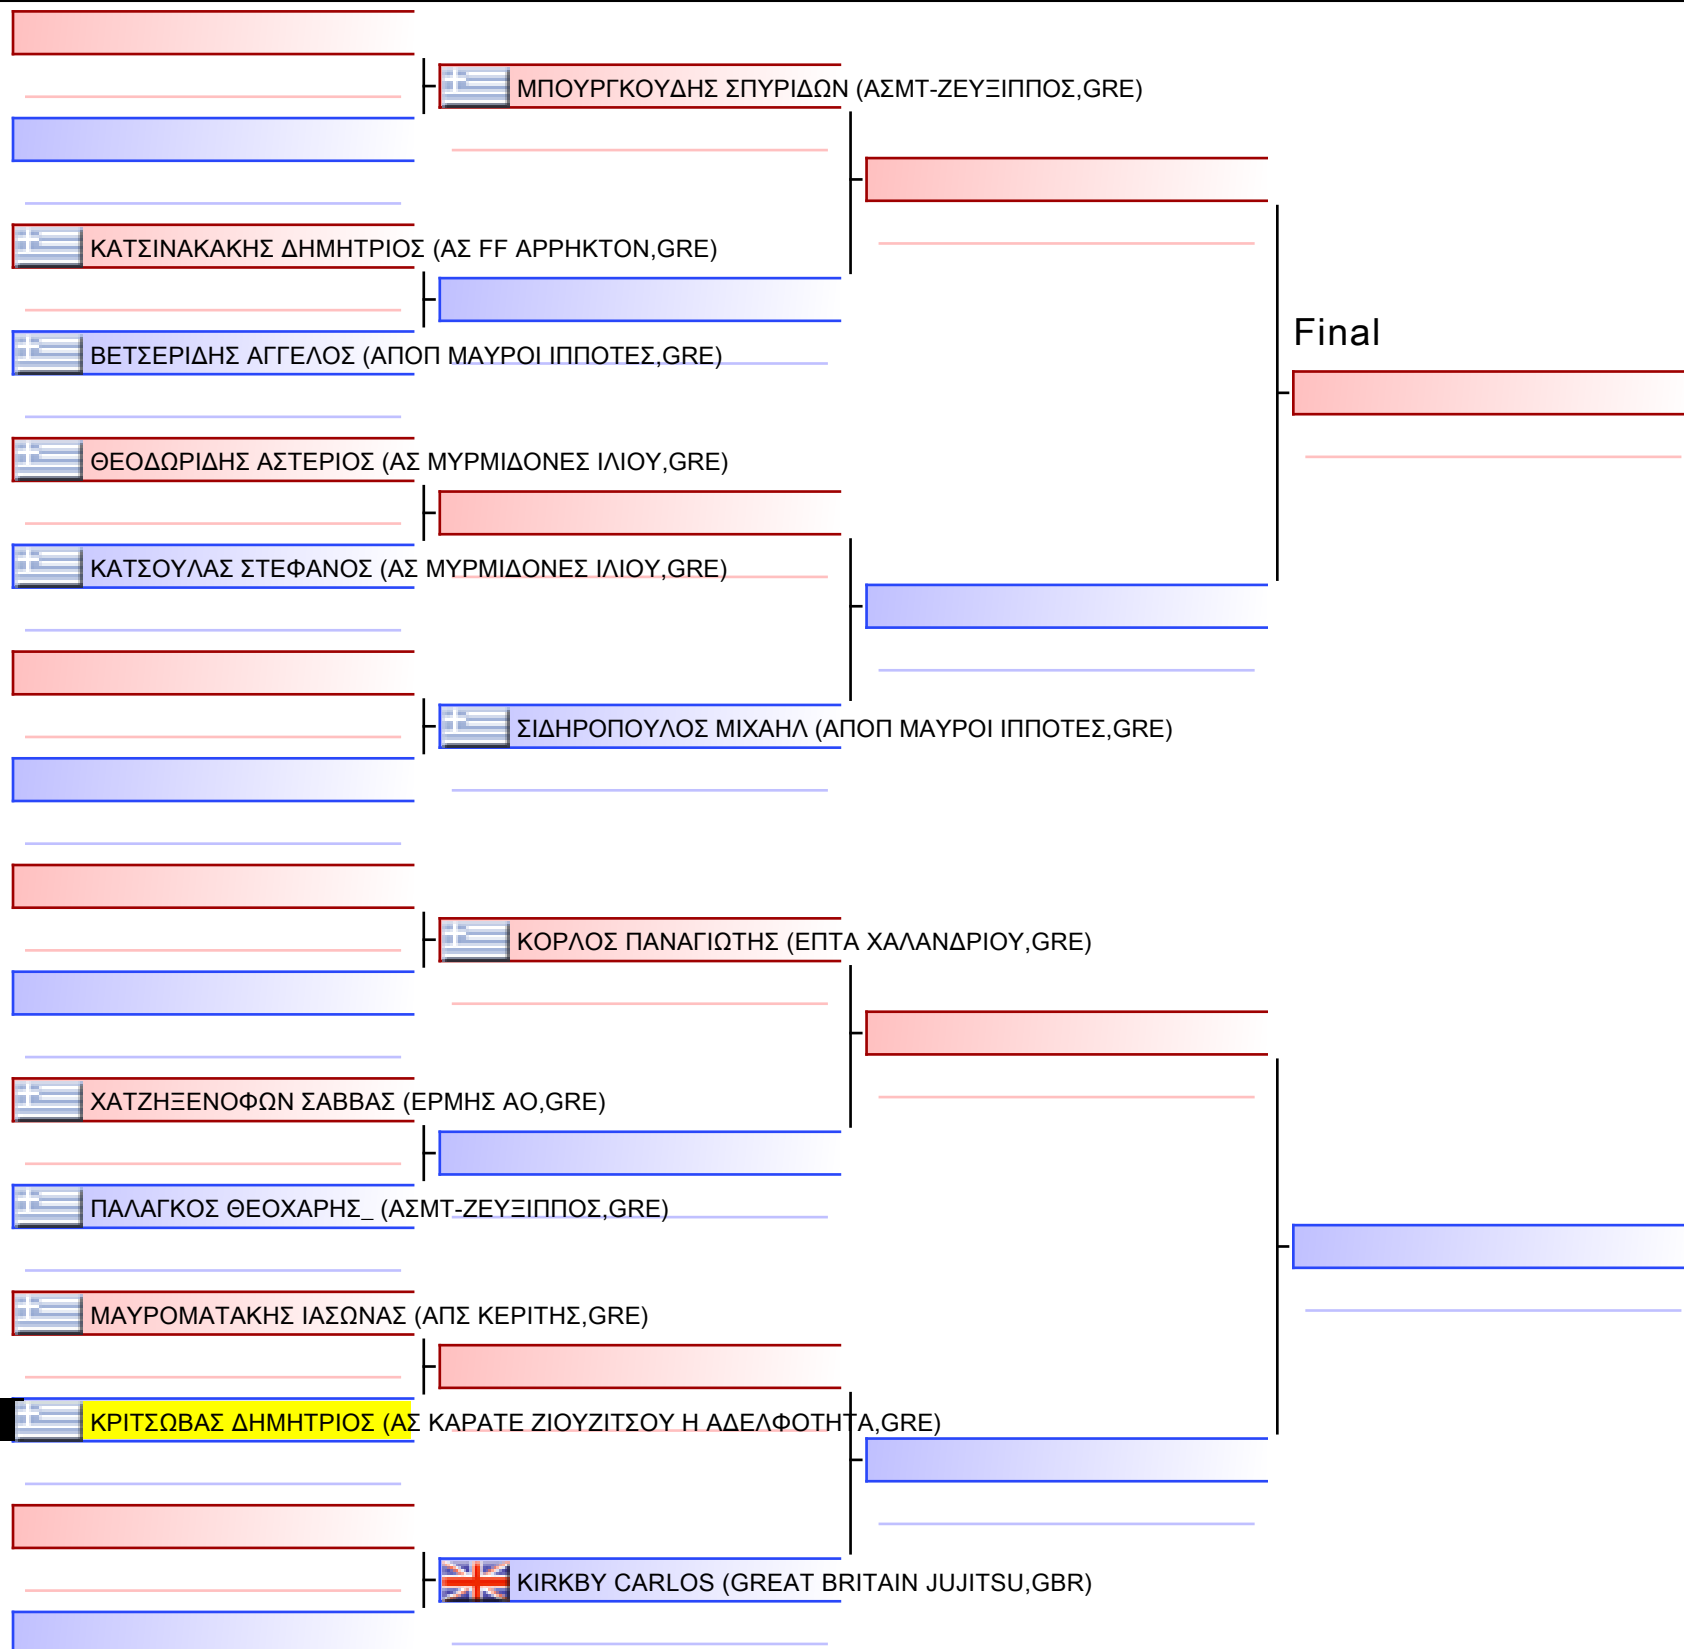 ΜΠΟΥΡΓΚΟΥΔΗΣ ΣΠΥΡΙΔΩΝ (ΑΣΜΤ-ΖΕΥΞΙΠΠΟΣ,GRE)
ΚΑΤΣΙΝΑΚΑΚΗΣ ΔΗΜΗΤΡΙΟΣ (ΑΣ FF ΑΡΡΗΚΤΟΝ,GRE)
Final
ΒΕΤΣΕΡΙΔΗΣ ΑΓΓΕΛΟΣ (ΑΠΟΠ ΜΑΥΡΟΙ ΙΠΠΟΤΕΣ,GRE)
ΘΕΟΔΩΡΙΔΗΣ ΑΣΤΕΡΙΟΣ (ΑΣ ΜΥΡΜΙΔΟΝΕΣ ΙΛΙΟΥ,GRE)
ΚΑΤΣΟΥΛΑΣ ΣΤΕΦΑΝΟΣ (ΑΣ ΜΥΡΜΙΔΟΝΕΣ ΙΛΙΟΥ,GRE)
ΣΙΔΗΡΟΠΟΥΛΟΣ ΜΙΧΑΗΛ (ΑΠΟΠ ΜΑΥΡΟΙ ΙΠΠΟΤΕΣ,GRE)
ΚΟΡΛΟΣ ΠΑΝΑΓΙΩΤΗΣ (ΕΠΤΑ ΧΑΛΑΝΔΡΙΟΥ,GRE)
ΧΑΤΖΗΞΕΝΟΦΩΝ ΣΑΒΒΑΣ (ΕΡΜΗΣ ΑΟ,GRE)
ΠΑΛΑΓΚΟΣ ΘΕΟΧΑΡΗΣ_ (ΑΣΜΤ-ΖΕΥΞΙΠΠΟΣ,GRE)
ΜΑΥΡΟΜΑΤΑΚΗΣ ΙΑΣΩΝΑΣ (ΑΠΣ ΚΕΡΙΤΗΣ,GRE)
ΚΡΙΤΣΩΒΑΣ ΔΗΜΗΤΡΙΟΣ (ΑΣ ΚΑΡΑΤΕ ΖΙΟΥΖΙΤΣΟΥ Η ΑΔΕΛΦΟΤΗΤΑ,GRE)
KIRKBY CARLOS (GREAT BRITAIN JUJITSU,GBR)